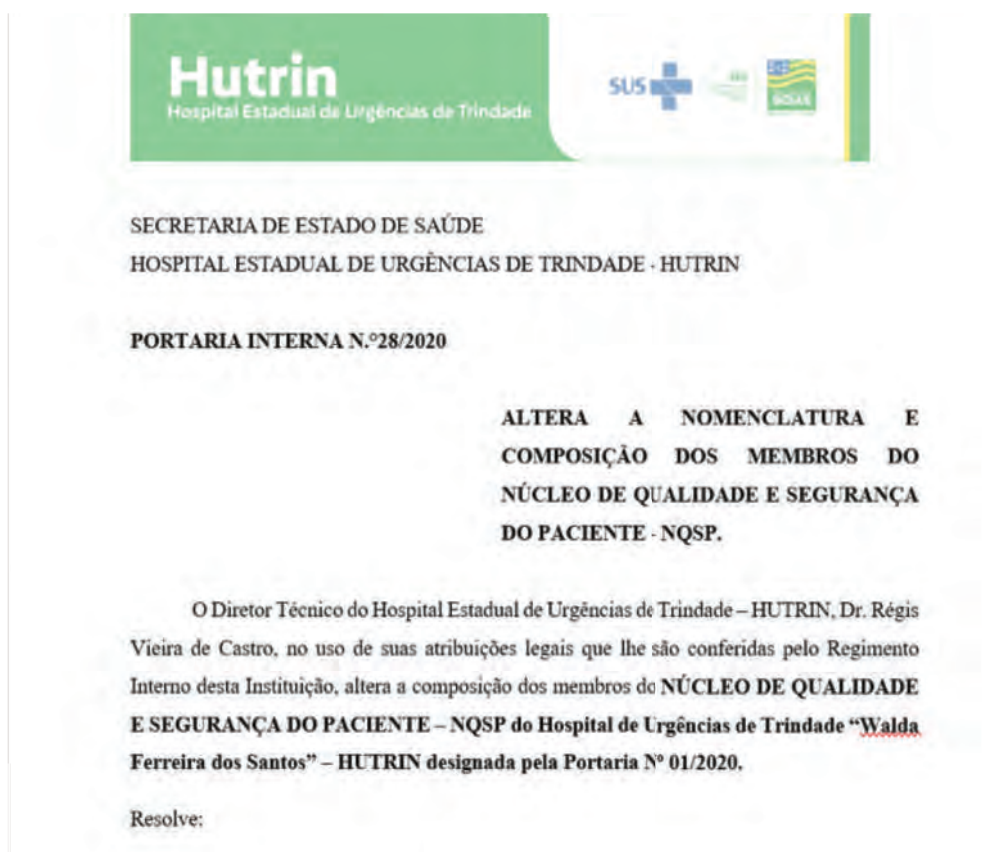 Hutrin
Hospital Estadual de Urgências de Trindade
SUS
GOIÁS
SECRETARIA DE ESTADO DE SAÚDE
HOSPITAL ESTADUAL DE URGÊNCIAS DE TRINDADE - HUTRIN
PORTARIA INTERNA N.º28/2020
ALTERA A NOMENCLATURA E
COMPOSIÇÃO DOS MEMBROS DO
NÚCLEO DE QUALIDADE E SEGURANÇA
DO PACIENTE - NQSP.
O Diretor Técnico do Hospital Estadual de Urgências de Trindade – HUTRIN, Dr. Régis
Vieira de Castro, no uso de suas atribuições legais que lhe são conferidas pelo Regimento
Interno desta Instituição, altera a composição dos membros do NÚCLEO DE QUALIDADE
E SEGURANÇA DO PACIENTE – NQSP do Hospital de Urgências de Trindade “Walda
Ferreira dos Santos” – HUTRIN designada pela Portaria Nº 01/2020.
Resolve: